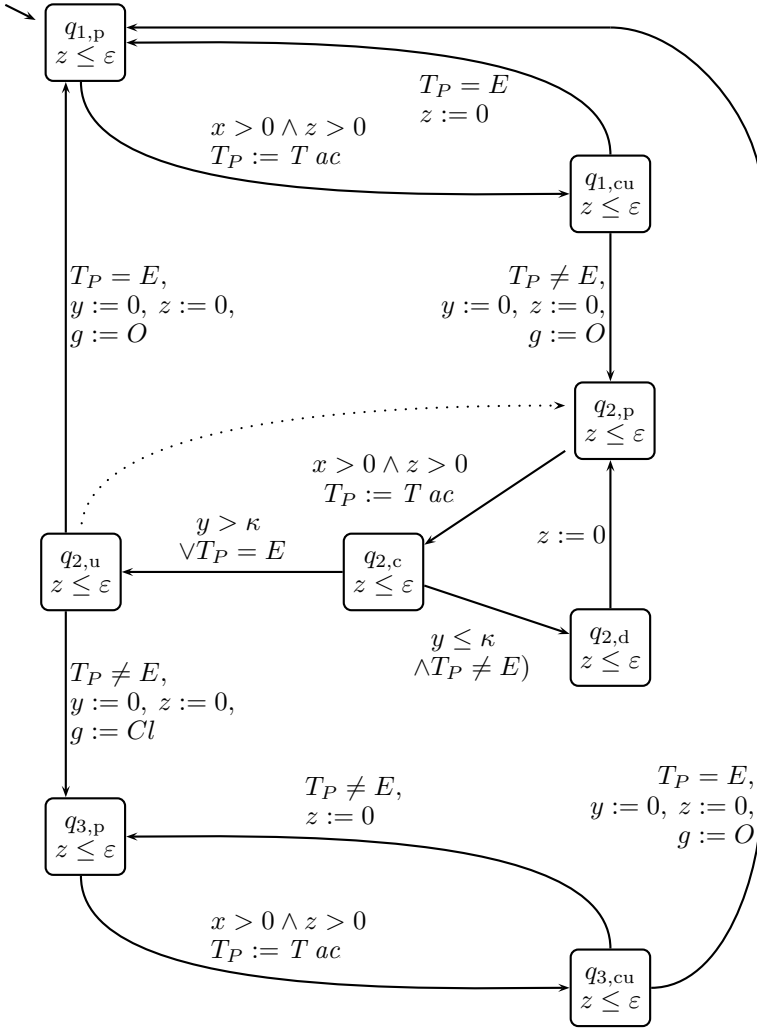 q₁,ₚ
z ≤ ε
T_P = E
z := 0
x > 0 ∧ z > 0
T_P := T ac
q₁,cu
z ≤ ε
T_P = E,
y := 0, z := 0,
g := O
T_P ≠ E,
y := 0, z := 0,
g := O
q₂,ₚ
z ≤ ε
x > 0 ∧ z > 0
T_P := T ac
q₂,u
z ≤ ε
y > κ
∨T_P = E
q₂,c
z ≤ ε
z := 0
y ≤ κ
∧T_P ≠ E)
q₂,d
z ≤ ε
T_P ≠ E,
y := 0, z := 0,
g := Cl
T_P ≠ E,
z := 0
T_P = E,
y := 0, z := 0,
g := O
q₃,ₚ
z ≤ ε
x > 0 ∧ z > 0
T_P := T ac
q₃,cu
z ≤ ε